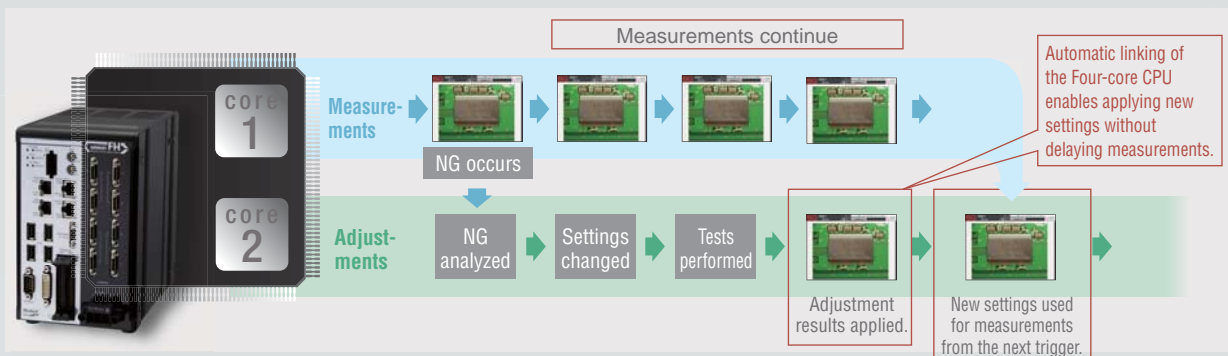 Measurements continue
Automatic linking of
the Four-core CPU
enables applying new
settings without
delaying measurements.
core
1
Measure-
ments
FH
NG occurs
core
2
Adjust-
ments
NG
analyzed
Settings
changed
Tests
performed
Adjustment
results applied.
New settings used
for measurements
from the next trigger.